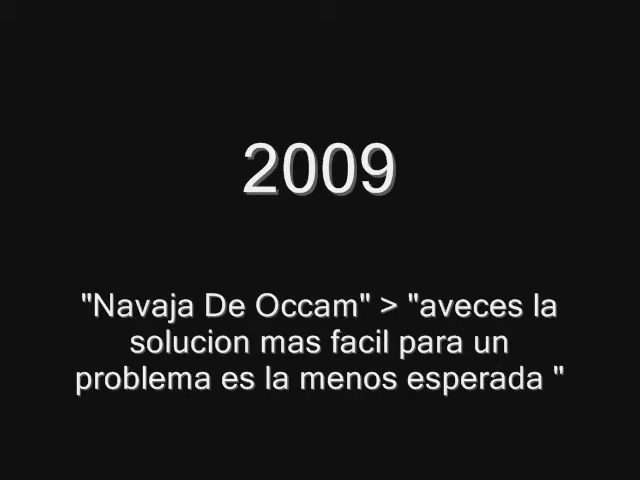 2009
"Navaja De Occam" > "aveces la
solucion mas facil para un
problema es la menos esperada "